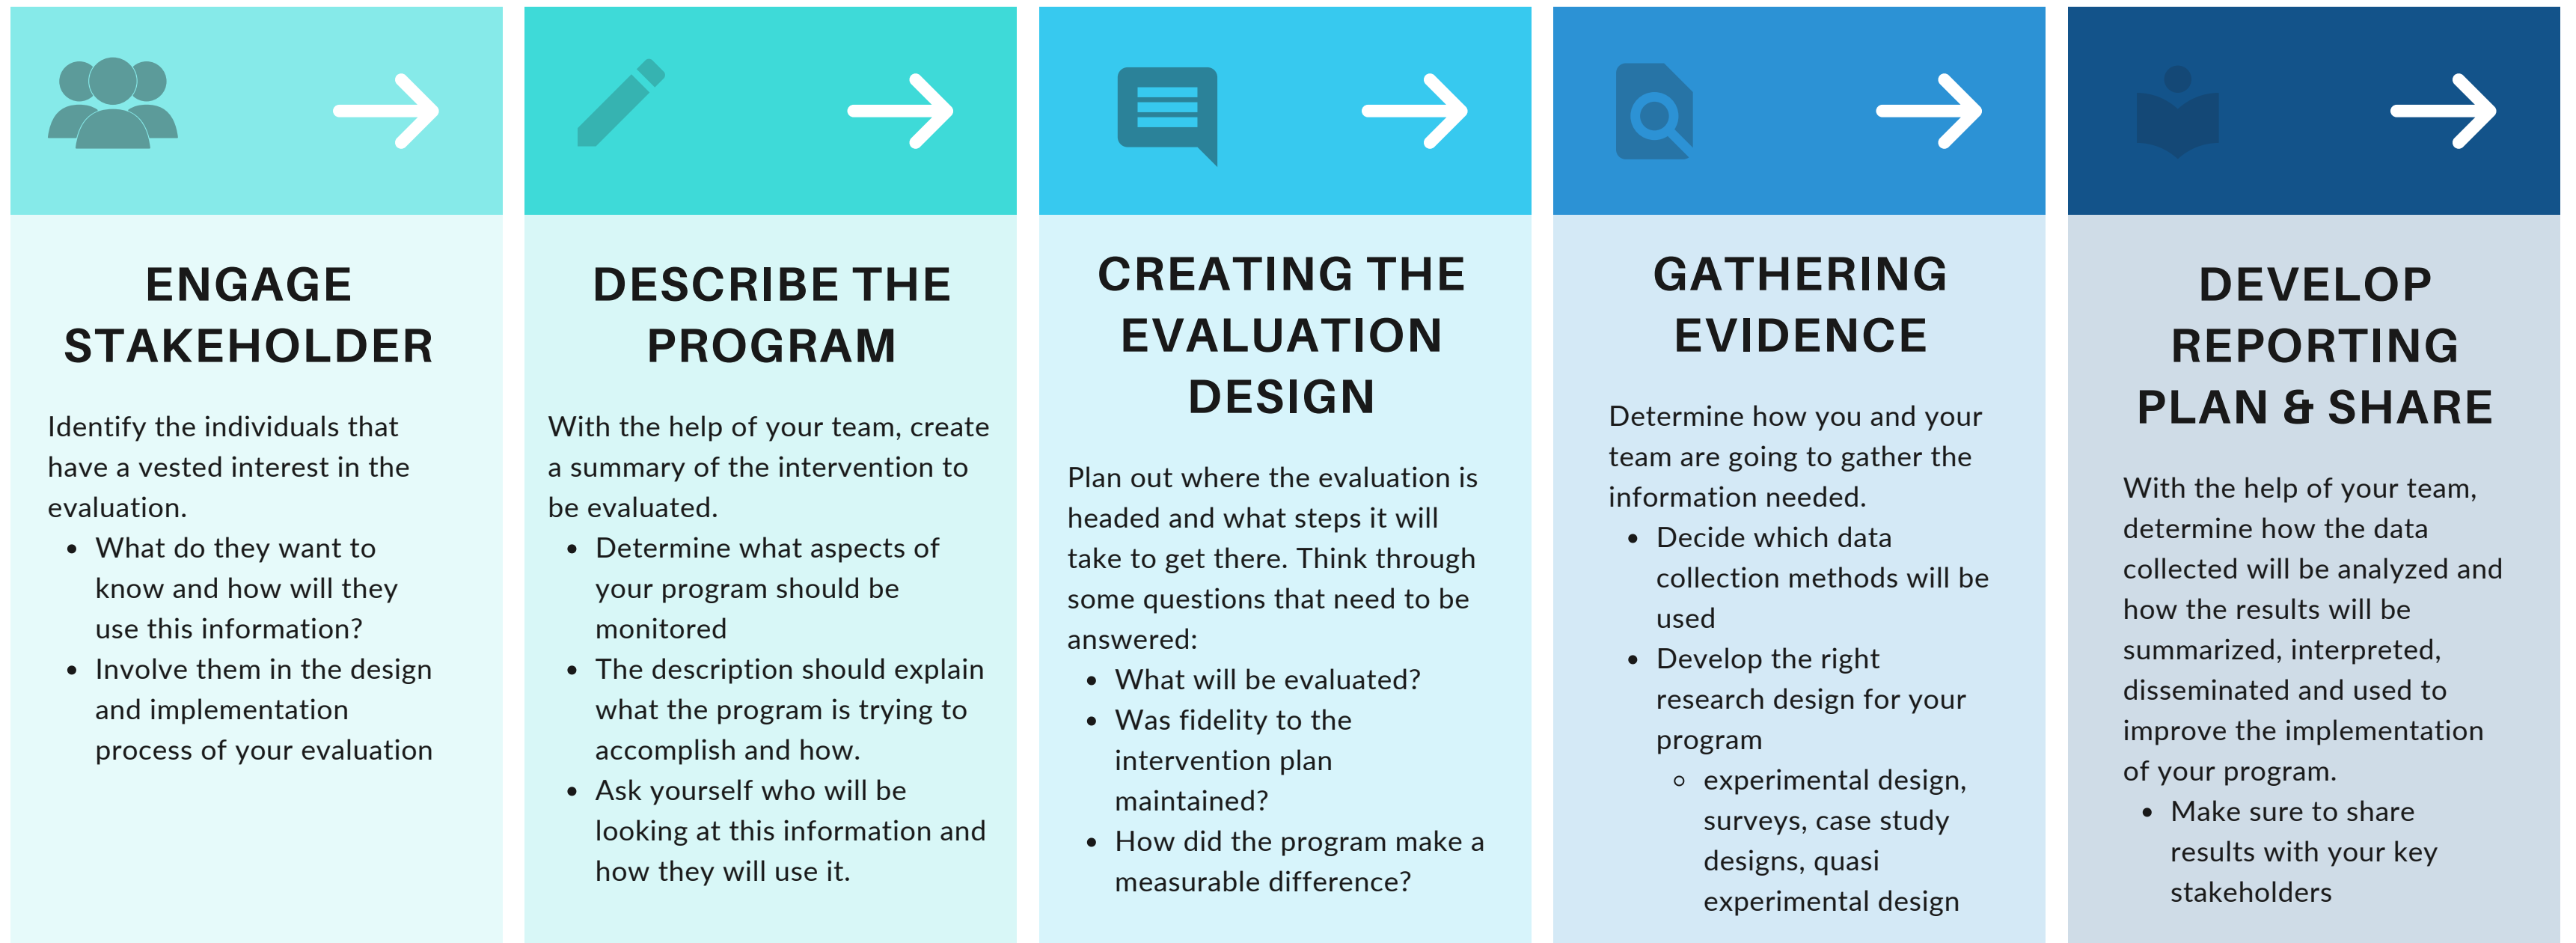 ENGAGE
STAKEHOLDER
Identify the individuals that
have a vested interest in the
evaluation.
• What do they want to
know and how will they
use this information?
• Involve them in the design
and implementation
process of your evaluation
DESCRIBE THE
PROGRAM
With the help of your team, create
a summary of the intervention to
be evaluated.
• Determine what aspects of
your program should be
monitored
• The description should explain
what the program is trying to
accomplish and how.
• Ask yourself who will be
looking at this information and
how they will use it.
CREATING THE
EVALUATION
DESIGN
Plan out where the evaluation is
headed and what steps it will
take to get there. Think through
some questions that need to be
answered:
• What will be evaluated?
• Was fidelity to the
intervention plan
maintained?
• How did the program make a
measurable difference?
GATHERING
EVIDENCE
Determine how you and your
team are going to gather the
information needed.
• Decide which data
collection methods will be
used
• Develop the right
research design for your
program
◦ experimental design,
surveys, case study
designs, quasi
experimental design
DEVELOP
REPORTING
PLAN & SHARE
With the help of your team,
determine how the data
collected will be analyzed and
how the results will be
summarized, interpreted,
disseminated and used to
improve the implementation
of your program.
• Make sure to share
results with your key
stakeholders